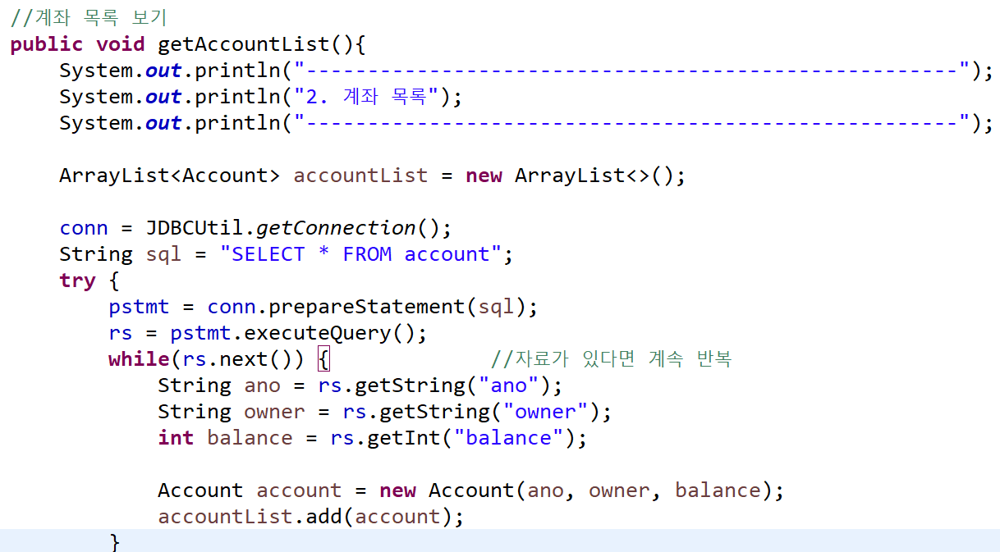 //계좌 목록 보기
public void getAccountList(){
System.out.println("-----------------------------------------------------");
System.out.println("2. 계좌 목록");
System.out.println("-----------------------------------------------------");
ArrayList<Account> accountList = new ArrayList<>();
conn = JDBCUtil.getConnection();
String sql = "SELECT * FROM account";
try {
pstmt = conn.prepareStatement(sql);
rs = pstmt.executeQuery();
while(rs.next()) { //자료가 있다면 계속 반복
String ano = rs.getString("ano");
String owner = rs.getString("owner");
int balance = rs.getInt("balance");
Account account = new Account(ano, owner, balance);
accountList.add(account);
}